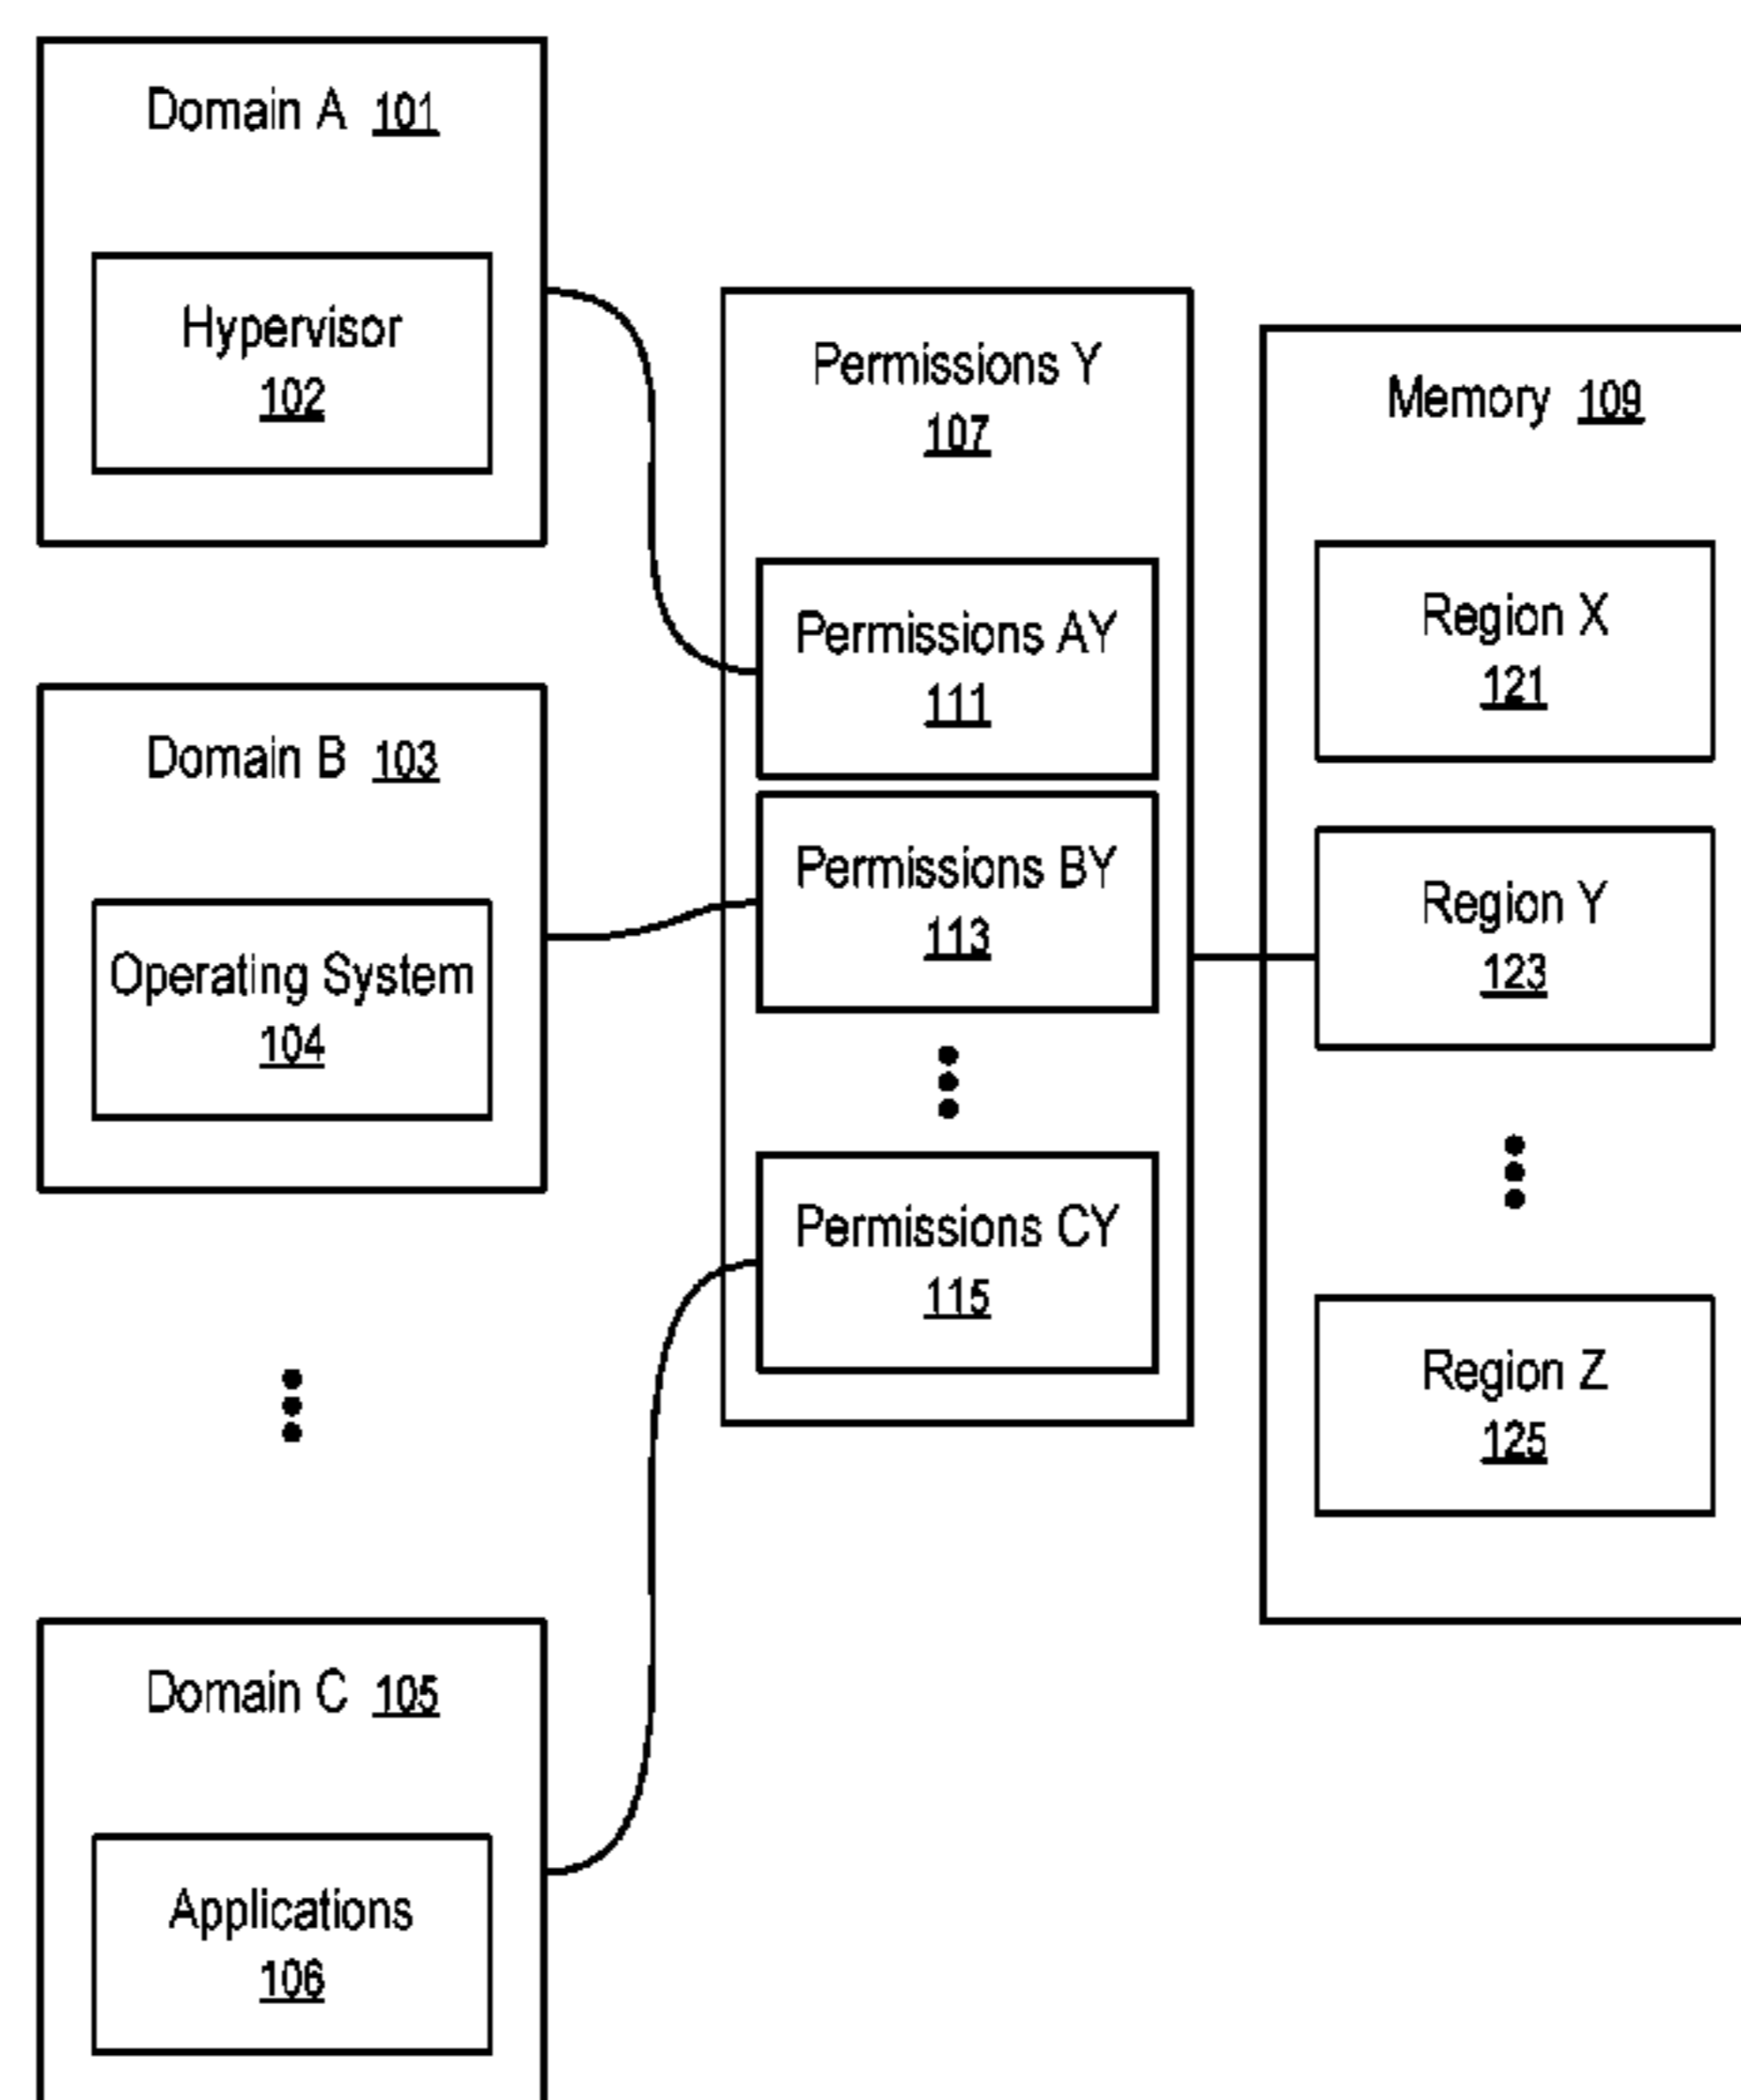 Domain A 101
Hypervisor
102
Domain B 103
Operating System
104
Domain C 105
Applications
106
Permissions Y
107
Permissions AY
111
Permissions BY
113
Permissions CY
115
Memory 109
Region X
121
Region Y
123
Region Z
125